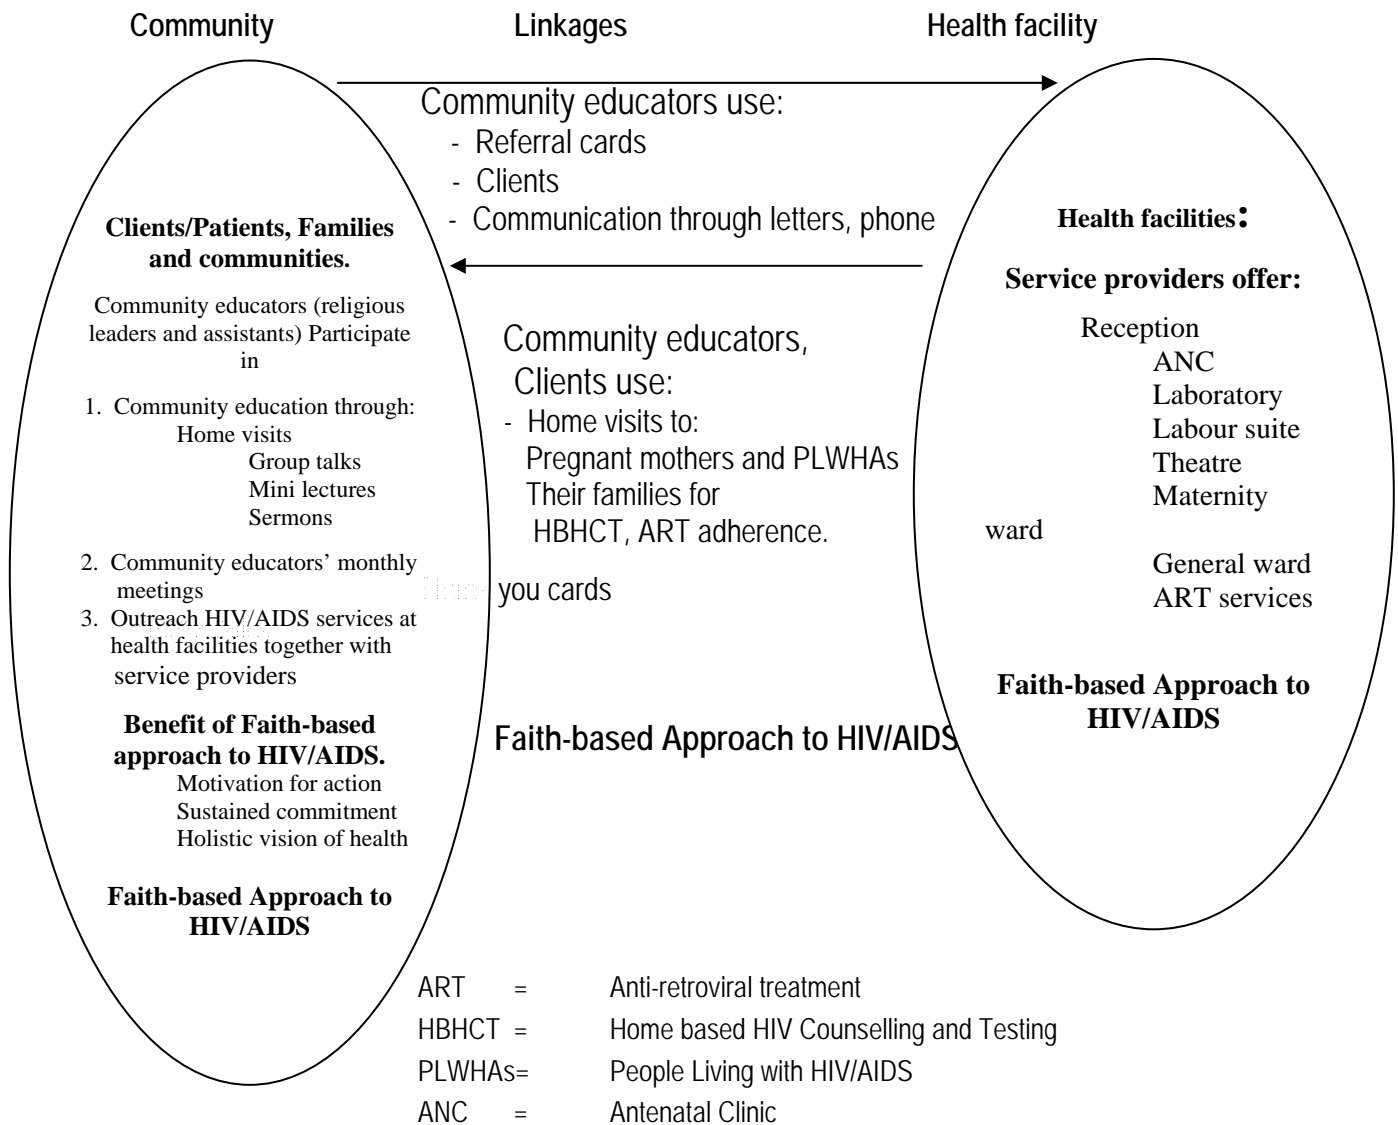 Community
Linkages
Health facility
Clients/Patients, Families
and communities.
Community educators (religious
leaders and assistants) Participate
in
1. Community education through:
Home visits
Group talks
Mini lectures
Sermons
2. Community educators' monthly
meetings
3. Outreach HIV/AIDS services at
health facilities together with
service providers
Benefit of Faith-based
approach to HIV/AIDS.
Motivation for action
Sustained commitment
Holistic vision of health
Faith-based Approach to
HIV/AIDS
Community educators use:
- Referral cards
- Clients
- Communication through letters, phone
Community educators,
Clients use:
- Home visits to:
Pregnant mothers and PLWHAs
Their families for
HBHCT, ART adherence.
you cards
Faith-based Approach to HIV/AIDS
Health facilities:
Service providers offer:
Reception
ANC
Laboratory
Labour suite
Theatre
Maternity
ward
General ward
ART services
Faith-based Approach to
HIV/AIDS
ART = Anti-retroviral treatment
HBHCT = Home based HIV Counselling and Testing
PLWHAs= People Living with HIV/AIDS
ANC = Antenatal Clinic